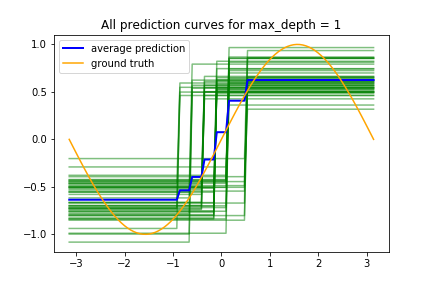 All prediction curves for max_depth = 1
average prediction
ground truth
1.0
0.5
0.0
−0.5
−1.0
−3 −2 −1 0 1 2 3